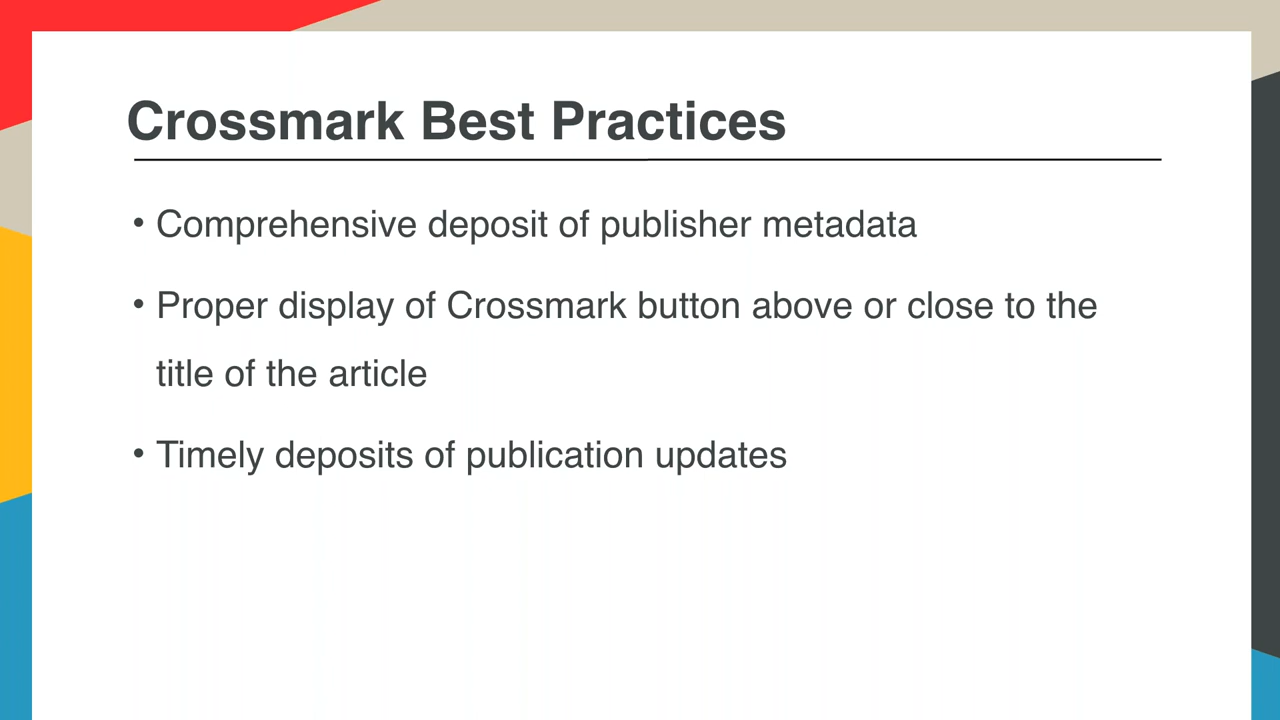 Crossmark Best Practices
• Comprehensive deposit of publisher metadata
• Proper display of Crossmark button above or close to the
title of the article
• Timely deposits of publication updates